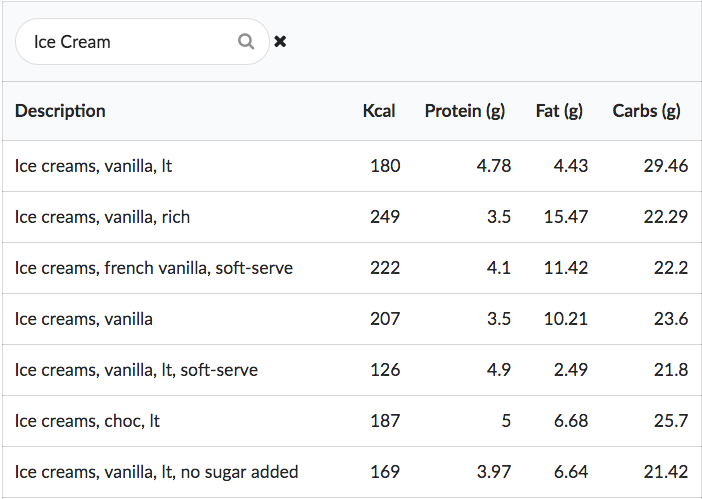 Ice Cream
Description Kcal Protein (g) Fat (g) Carbs (g)
Ice creams, vanilla, lt 180 4.78 4.43 29.46
Ice creams, vanilla, rich 249 3.5 15.47 22.29
Ice creams, french vanilla, soft-serve 222 4.1 11.42 22.2
Ice creams, vanilla 207 3.5 10.21 23.6
Ice creams, vanilla, lt, soft-serve 126 4.9 2.49 21.8
Ice creams, choc, lt 187 5 6.68 25.7
Ice creams, vanilla, lt, no sugar added 169 3.97 6.64 21.42